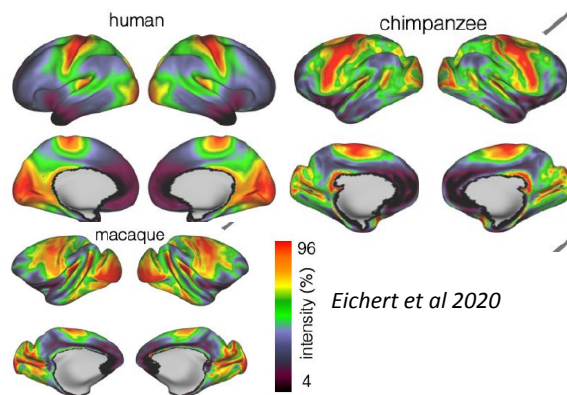 human
chimpanzee
macaque
96
intensity (%)
4
Eichert et al 2020